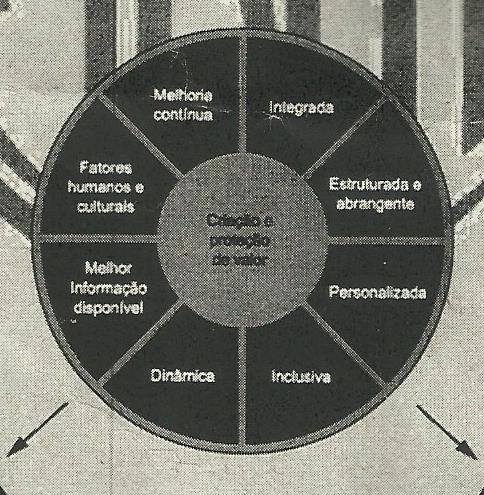 Melhoria
contínua
Integrada
Estruturada e
abrangente
Personalizada
Inclusiva
Dinâmica
Melhor
Informação
disponível
Fatores
humanos e
culturais
Criação e
proteção
de valor